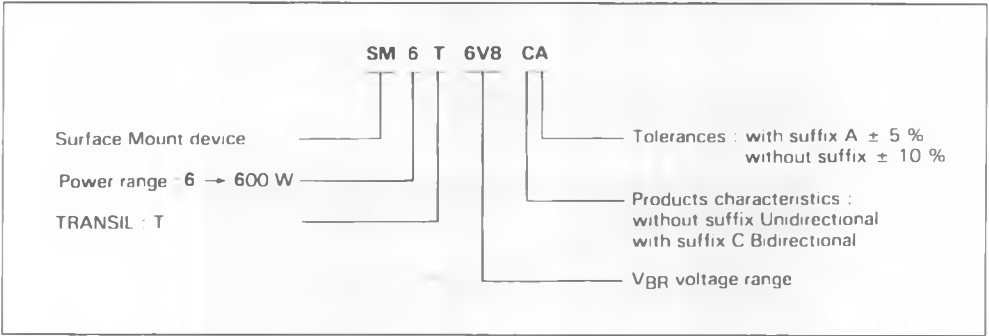 SM 6 T 6V8 CA
Surface Mount device
Power range 6 → 600 W
TRANSIL : T
Tolerances : with suffix A ± 5 %
without suffix ± 10 %
Products characteristics :
without suffix Unidirectional
with suffix C Bidirectional
VBR voltage range